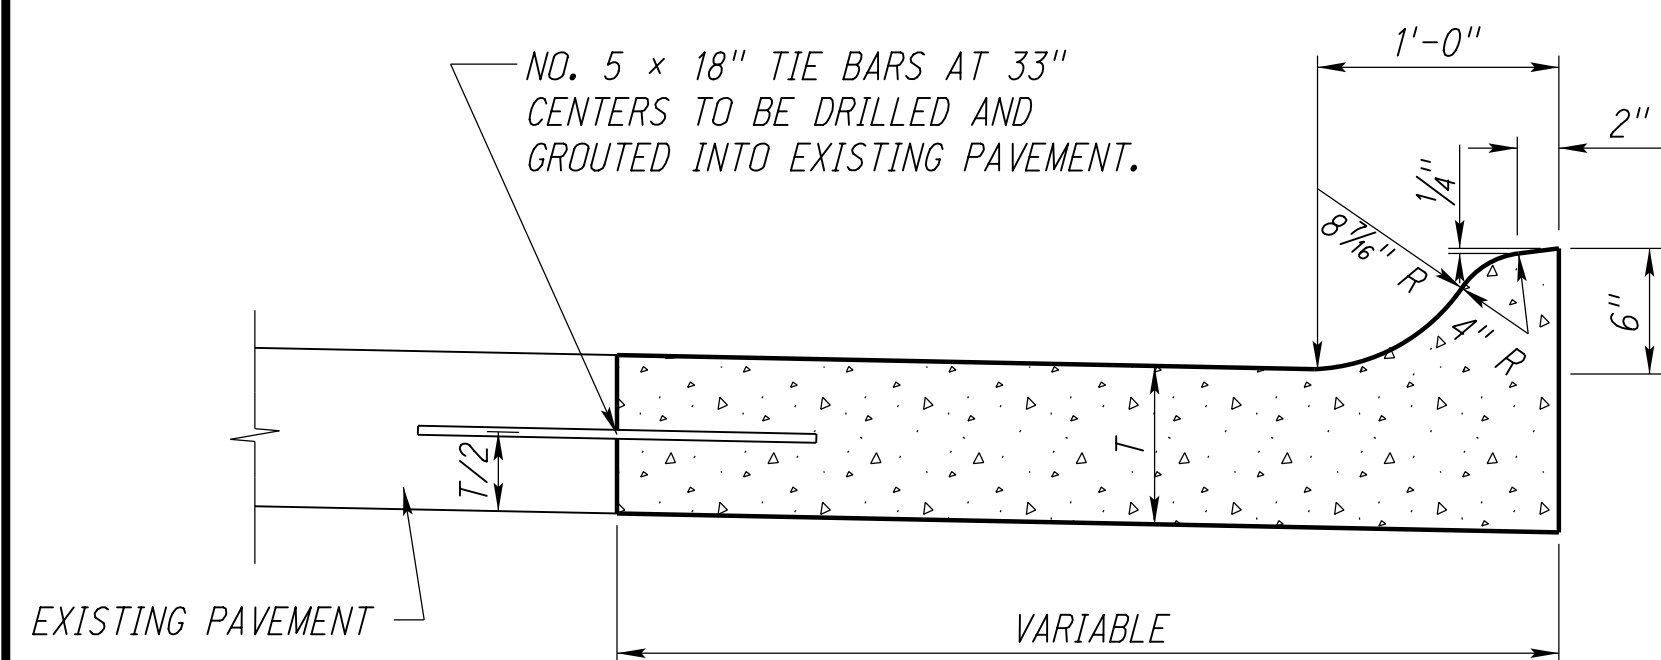 NO. 5 × 18" TIE BARS AT 33"
CENTERS TO BE DRILLED AND
GROUTED INTO EXISTING PAVEMENT.
1'-0"
2"
1/4"
8 7/16" R
4" R
6"
T
T/2
EXISTING PAVEMENT
VARIABLE